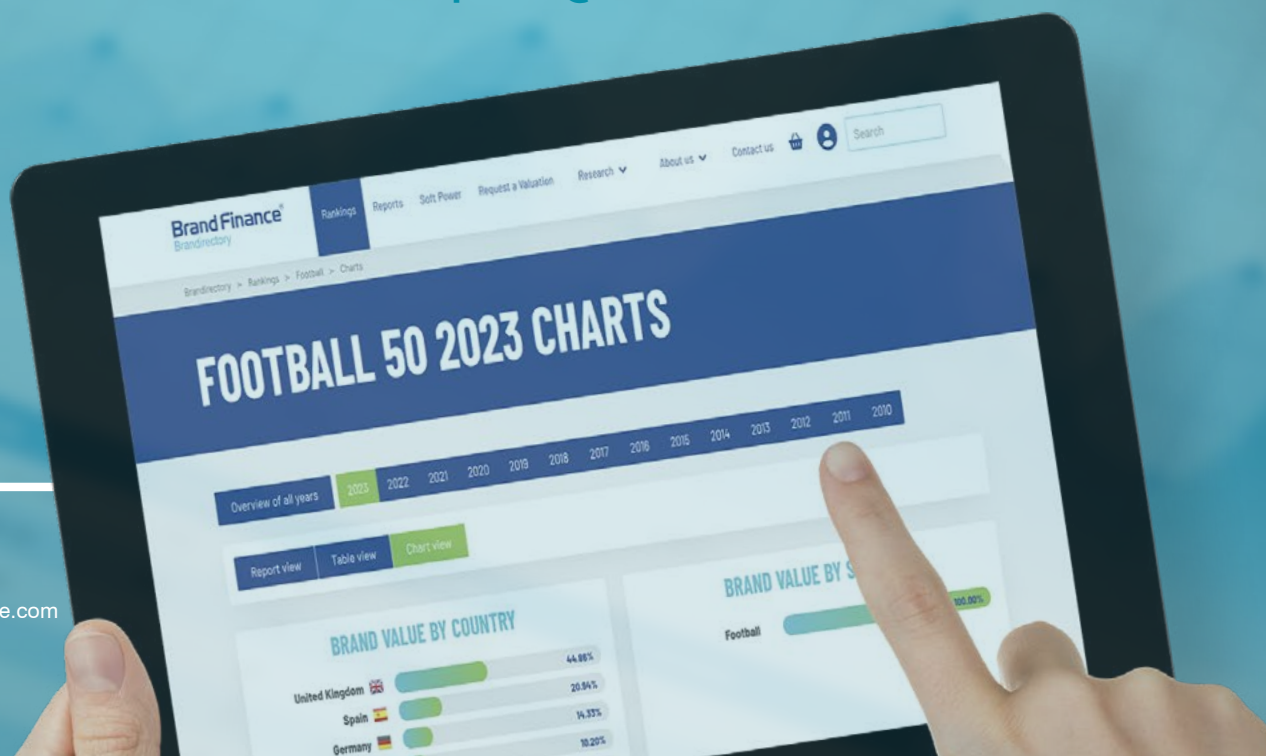 Brand Finance®
Brandirectory
Rankings Reports Soft Power Request a Valuation Research About us Contact us Search
Brandirectory > Rankings > Football > Charts
FOOTBALL 50 2023 CHARTS
Overview of all years 2023 2022 2021 2020 2019 2018 2017 2016 2015 2014 2013 2012 2011 2010
Report view Table view Chart view
BRAND VALUE BY COUNTRY
United Kingdom 44.86%
Spain 20.94%
Germany 14.33%
10.20%
BRAND VALUE BY S
Football 100.00%
e.com